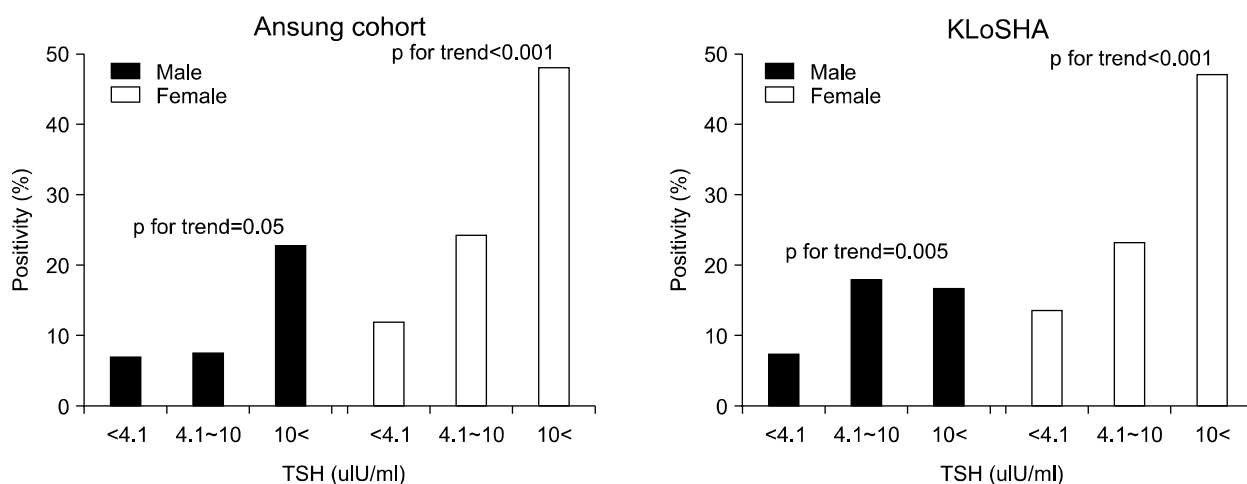 Ansung cohort
50
40
30
20
10
0
Positivity (%)
Male
Female
p for trend<0.001
p for trend=0.05
<4.1 4.1~10 10< <4.1 4.1~10 10<
TSH (uIU/ml)
KLoSHA
50
40
30
20
10
0
Positivity (%)
Male
Female
p for trend<0.001
p for trend=0.005
<4.1 4.1~10 10< <4.1 4.1~10 10<
TSH (uIU/ml)